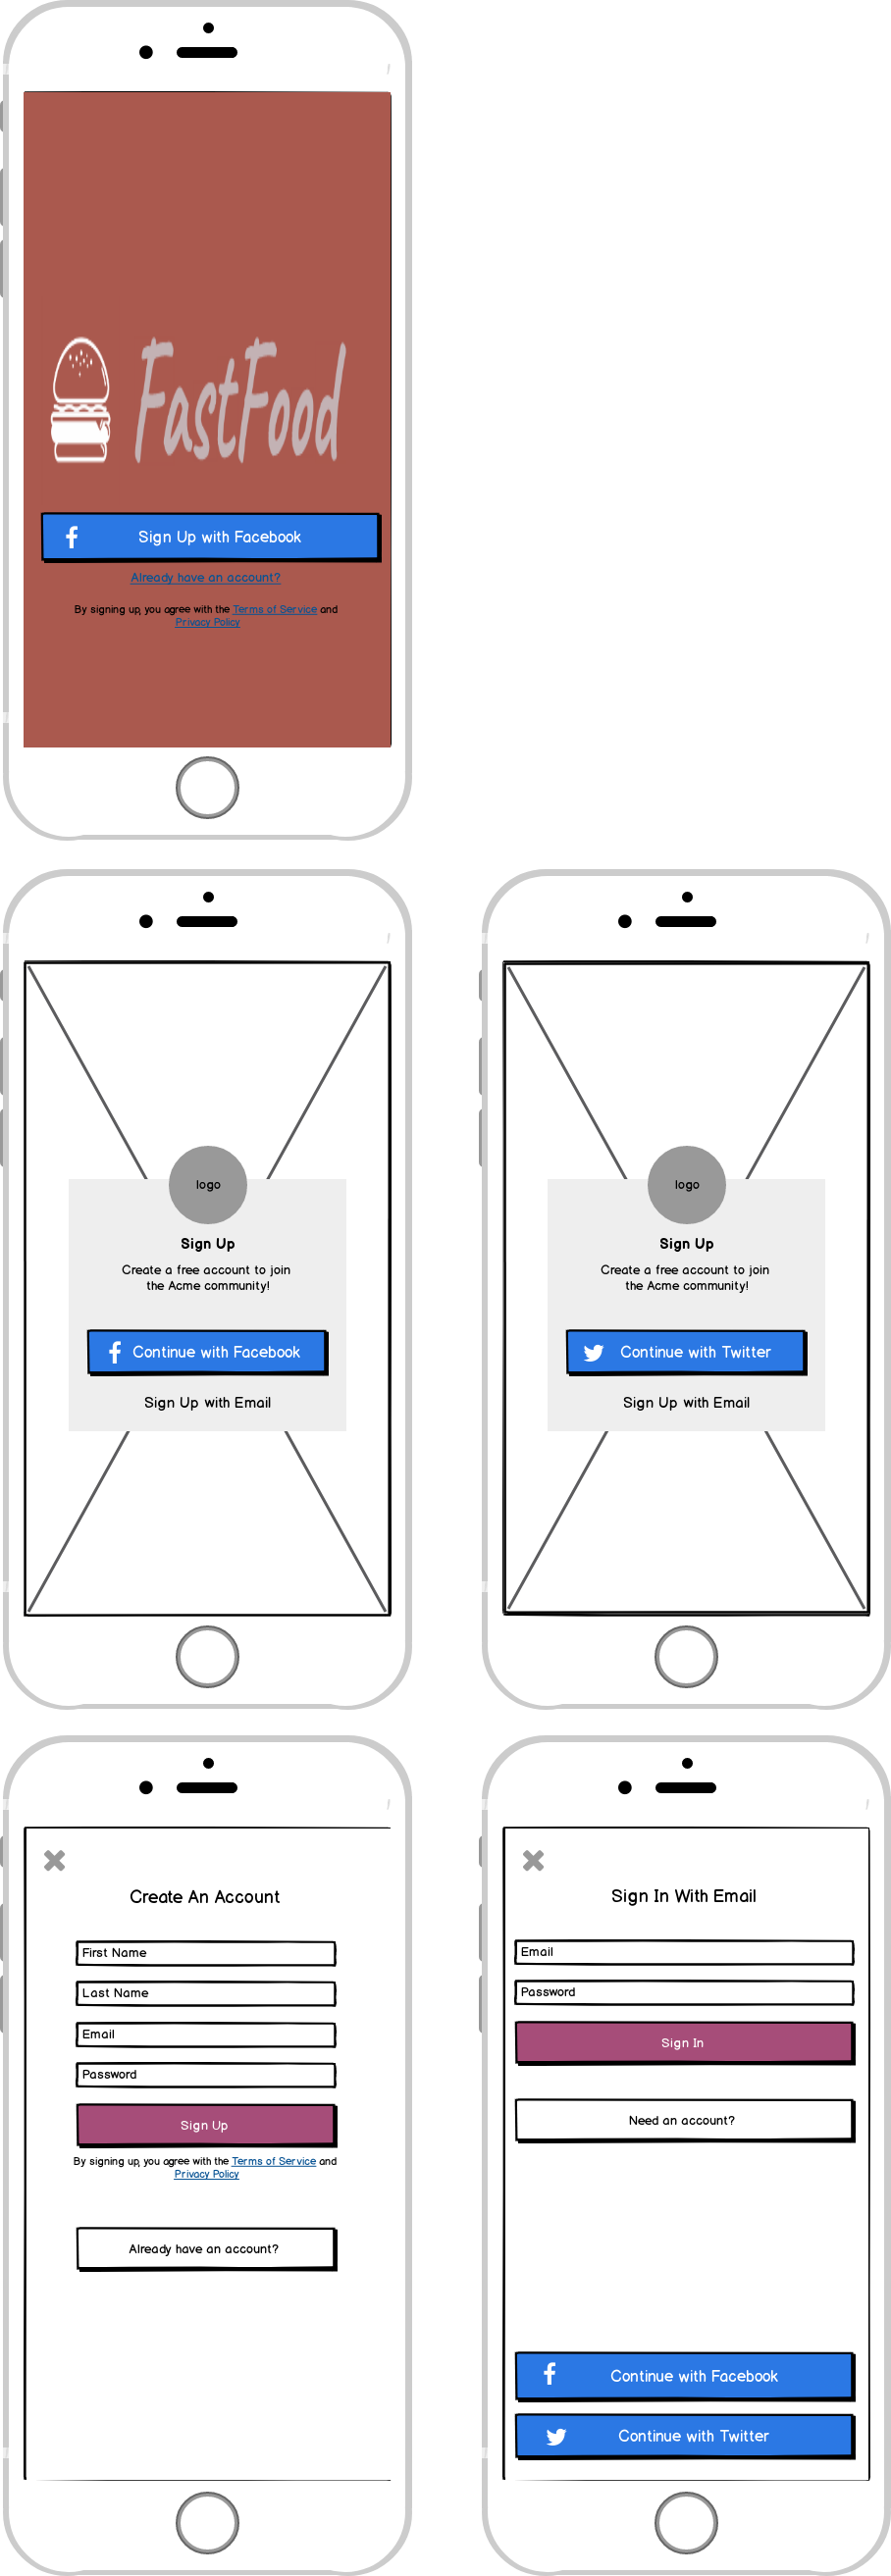 FastFood
Sign Up with Facebook
Already have an account?
By signing up, you agree with the Terms of Service and
Privacy Policy
logo
Sign Up
Create a free account to join
the Acme community!
Continue with Facebook
Sign Up with Email
logo
Sign Up
Create a free account to join
the Acme community!
Continue with Twitter
Sign Up with Email
Create An Account
First Name
Last Name
Email
Password
Sign Up
By signing up, you agree with the Terms of Service and
Privacy Policy
Already have an account?
Sign In With Email
Email
Password
Sign In
Need an account?
Continue with Facebook
Continue with Twitter